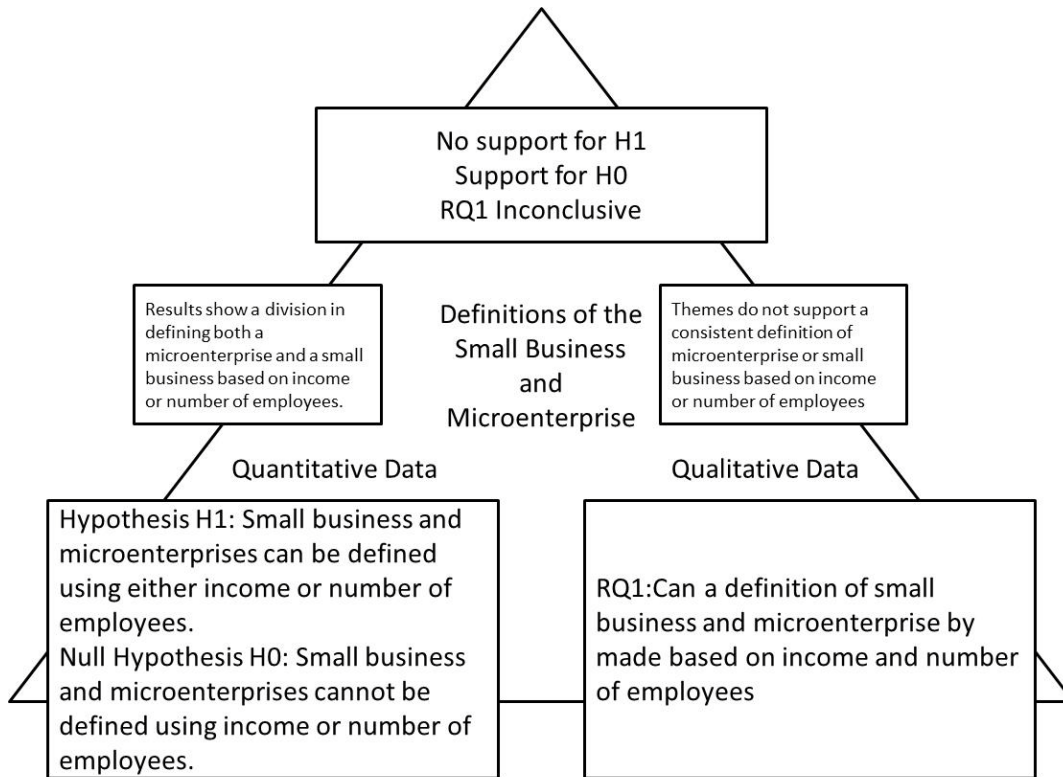 No support for H1
Support for H0
RQ1 Inconclusive
Results show a division in
defining both a
microenterprise and a small
business based on income
or number of employees.
Definitions of the
Small Business
and
Microenterprise
Themes do not support a
consistent definition of
microenterprise or small
business based on income
or number of employees
Quantitative Data
Qualitative Data
Hypothesis H1: Small business and
microenterprises can be defined
using either income or number of
employees.
Null Hypothesis H0: Small business
and microenterprises cannot be
defined using income or number of
employees.
RQ1:Can a definition of small
business and microenterprise by
made based on income and number
of employees